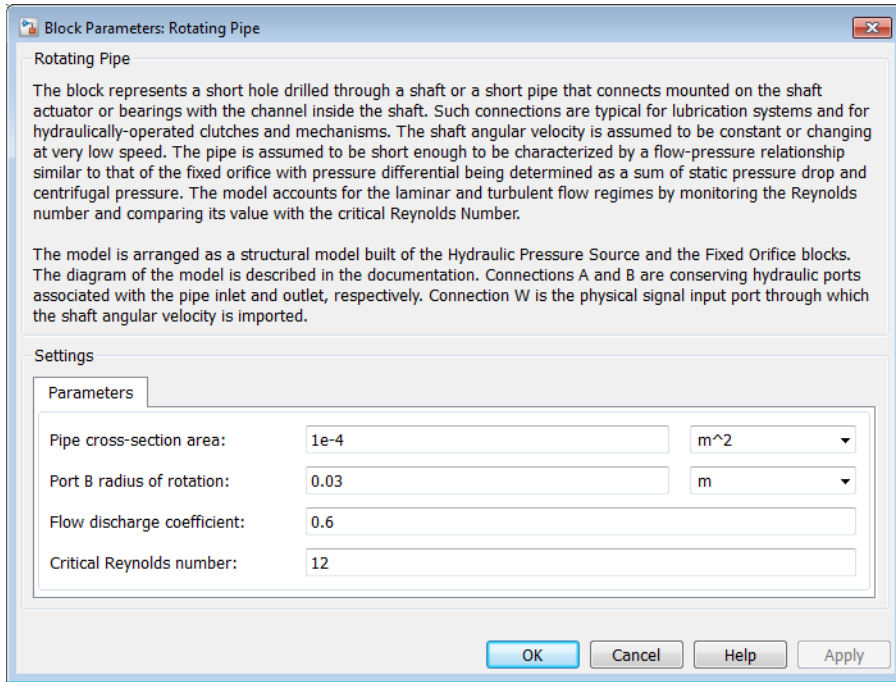 Block Parameters: Rotating Pipe
Rotating Pipe
The block represents a short hole drilled through a shaft or a short pipe that connects mounted on the shaft
actuator or bearings with the channel inside the shaft. Such connections are typical for lubrication systems and for
hydraulically-operated clutches and mechanisms. The shaft angular velocity is assumed to be constant or changing
at very low speed. The pipe is assumed to be short enough to be characterized by a flow-pressure relationship
similar to that of the fixed orifice with pressure differential being determined as a sum of static pressure drop and
centrifugal pressure. The model accounts for the laminar and turbulent flow regimes by monitoring the Reynolds
number and comparing its value with the critical Reynolds Number.
The model is arranged as a structural model built of the Hydraulic Pressure Source and the Fixed Orifice blocks.
The diagram of the model is described in the documentation. Connections A and B are conserving hydraulic ports
associated with the pipe inlet and outlet, respectively. Connection W is the physical signal input port through which
the shaft angular velocity is imported.
Settings
Parameters
Pipe cross-section area: 1e-4 m^2
Port B radius of rotation: 0.03 m
Flow discharge coefficient: 0.6
Critical Reynolds number: 12
OK Cancel Help Apply